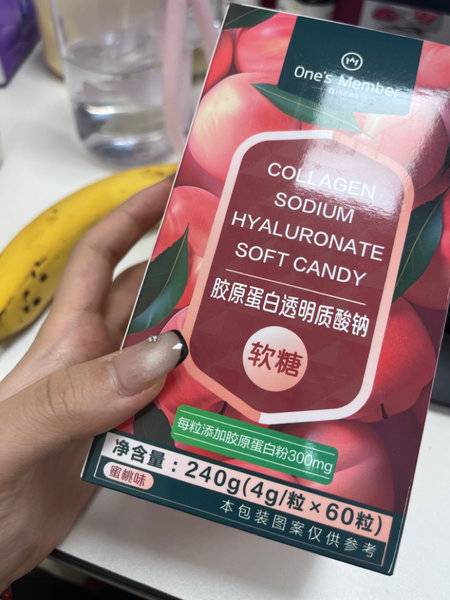 One's Member
COLLAGEN
SODIUM
HYALURONATE
SOFT CANDY
胶原蛋白透明质酸钠
软糖
每粒添加胶原蛋白粉300mg
净含量：240g(4g/粒×60粒)
蜜桃味
本包装图案仅供参考